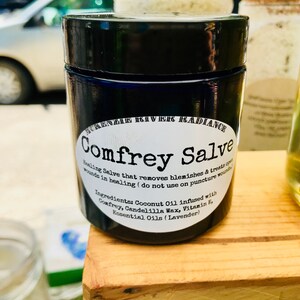 McKENZIE RIVER RADIANCE
Comfrey Salve
Healing Salve that removes blemishes & treats open
wounds in healing ( do not use on puncture wounds.
Ingredients: Coconut Oil infused with
Comfrey, Candelilla Wax, Vitamin E,
Essential Oils ( Lavender)